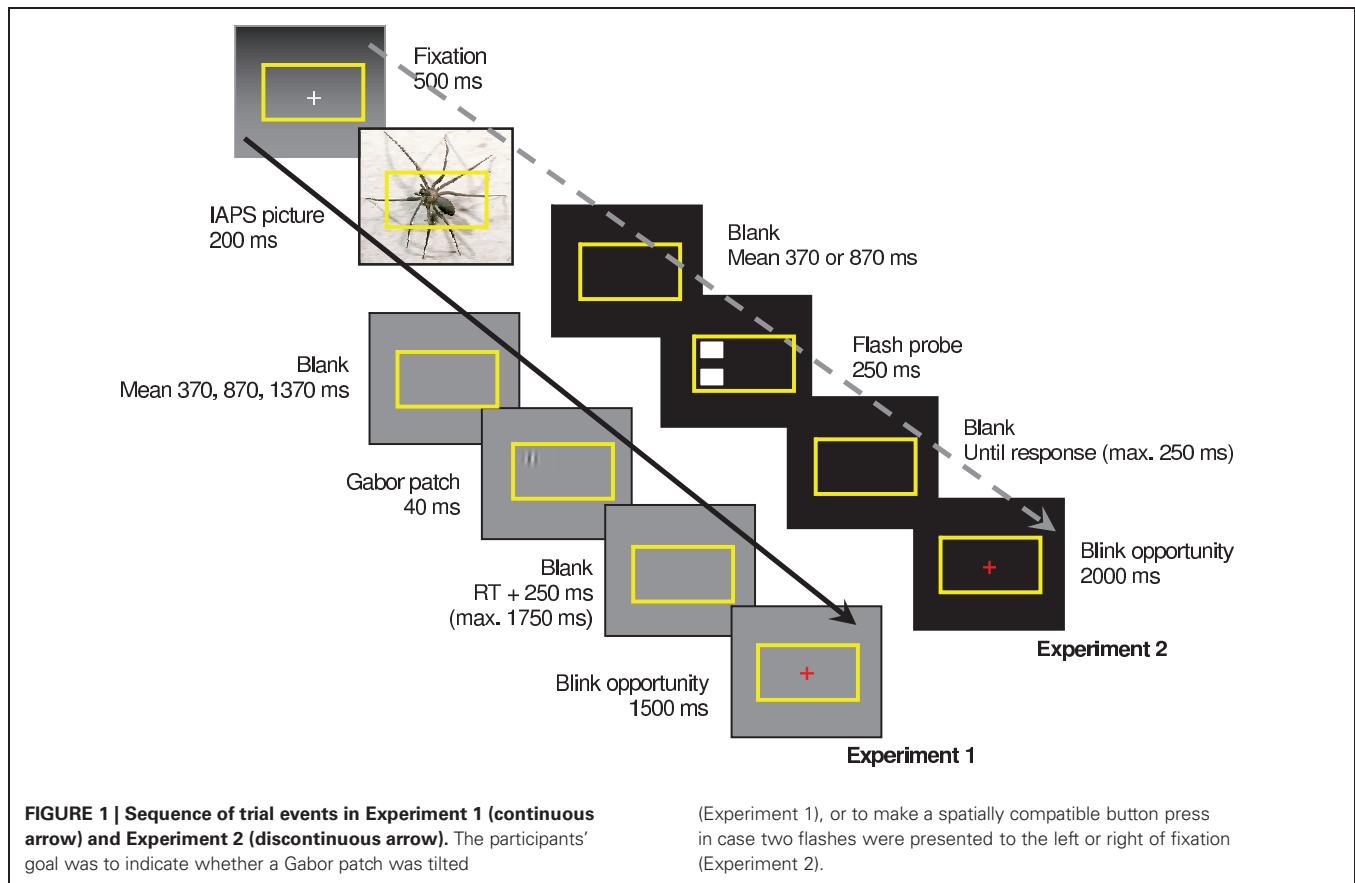 Fixation
500 ms
IAPS picture
200 ms
Blank
Mean 370 or 870 ms
Blank
Mean 370, 870, 1370 ms
Flash probe
250 ms
Gabor patch
40 ms
Blank
Until response (max. 250 ms)
Blank
RT + 250 ms
(max. 1750 ms)
Blink opportunity
2000 ms
Experiment 2
Blink opportunity
1500 ms
Experiment 1
FIGURE 1 | Sequence of trial events in Experiment 1 (continuous
arrow) and Experiment 2 (discontinuous arrow). The participants'
goal was to indicate whether a Gabor patch was tilted
(Experiment 1), or to make a spatially compatible button press
in case two flashes were presented to the left or right of fixation
(Experiment 2).